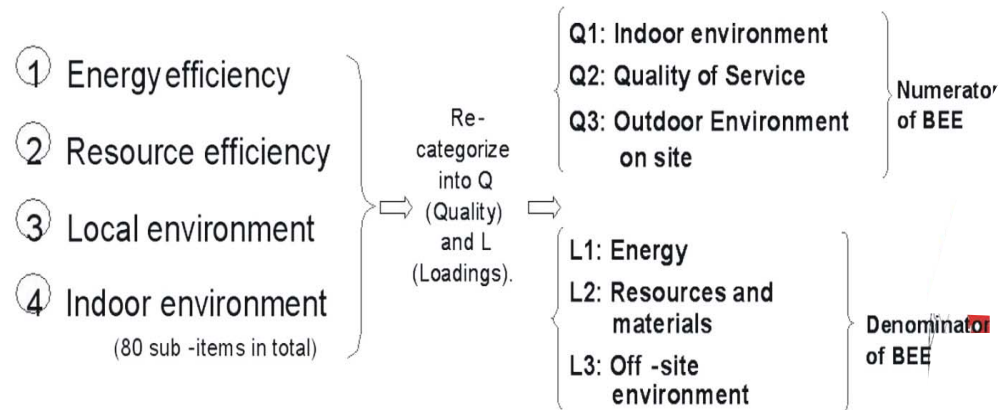 1 Energy efficiency
2 Resource efficiency
3 Local environment
4 Indoor environment
(80 sub -items in total)
Re-
categorize
into Q
(Quality)
and L
(Loadings).
Q1: Indoor environment
Q2: Quality of Service
Q3: Outdoor Environment
on site
Numerator
of BEE
L1: Energy
L2: Resources and
materials
L3: Off -site
environment
Denominator
of BEE